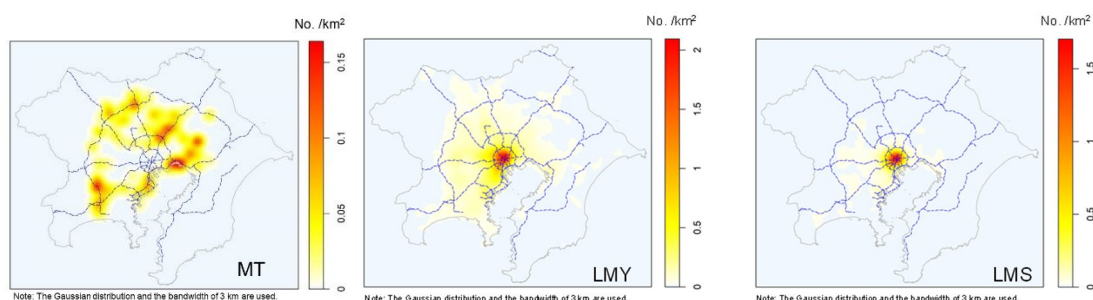 No. /km²
0.15
0.1
0.05
0
MT
Note: The Gaussian distribution and the bandwidth of 3 km are used.
No. /km²
2
1.5
1
0.5
0
LMY
Note: The Gaussian distribution and the bandwidth of 3 km are used.
No. /km²
1.5
1.0
0.5
0
LMS
Note: The Gaussian distribution and the bandwidth of 3 km are used.